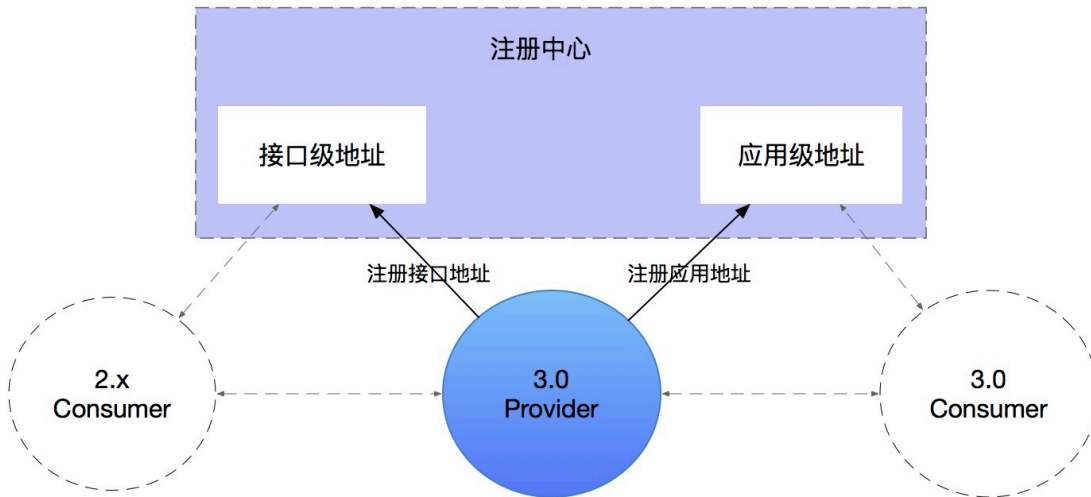 注册中心
接口级地址
应用级地址
注册接口地址
注册应用地址
2.x
Consumer
3.0
Provider
3.0
Consumer